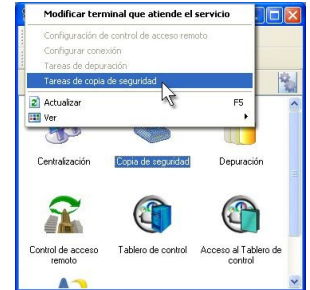 Modificar terminal que atiende el servicio
Configuración de control de acceso remoto
Configurar conexión
Tareas de depuración
Tareas de copia de seguridad
Actualizar F5
Ver
Centralización
Copia de seguridad
Depuración
Control de acceso
remoto
Tablero de control
Acceso al Tablero de
control